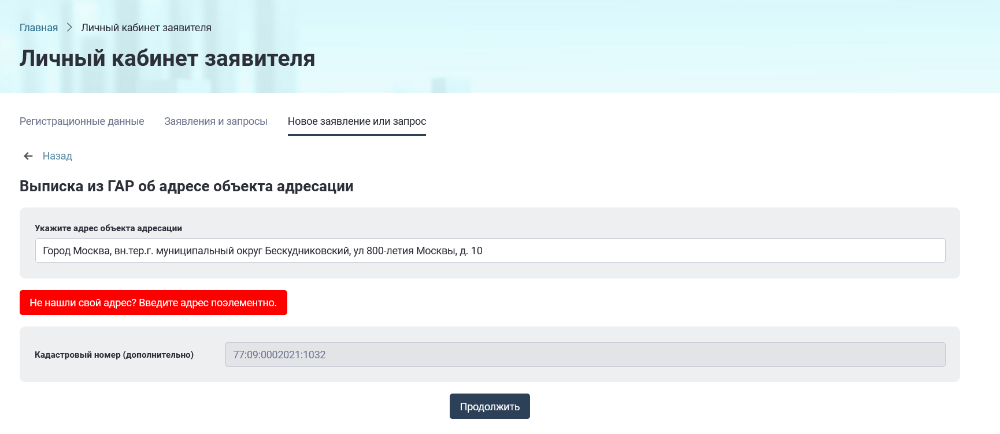 Главная > Личный кабинет заявителя
Личный кабинет заявителя
Регистрационные данные Заявления и запросы Новое заявление или запрос
Назад
Выписка из ГАР об адресе объекта адресации
Укажите адрес объекта адресации
Город Москва, вн.тер.г. муниципальный округ Бескудниковский, ул 800-летия Москвы, д. 10
Не нашли свой адрес? Введите адрес поэлементно.
Кадастровый номер (дополнительно) 77:09:0002021:1032
Продолжить